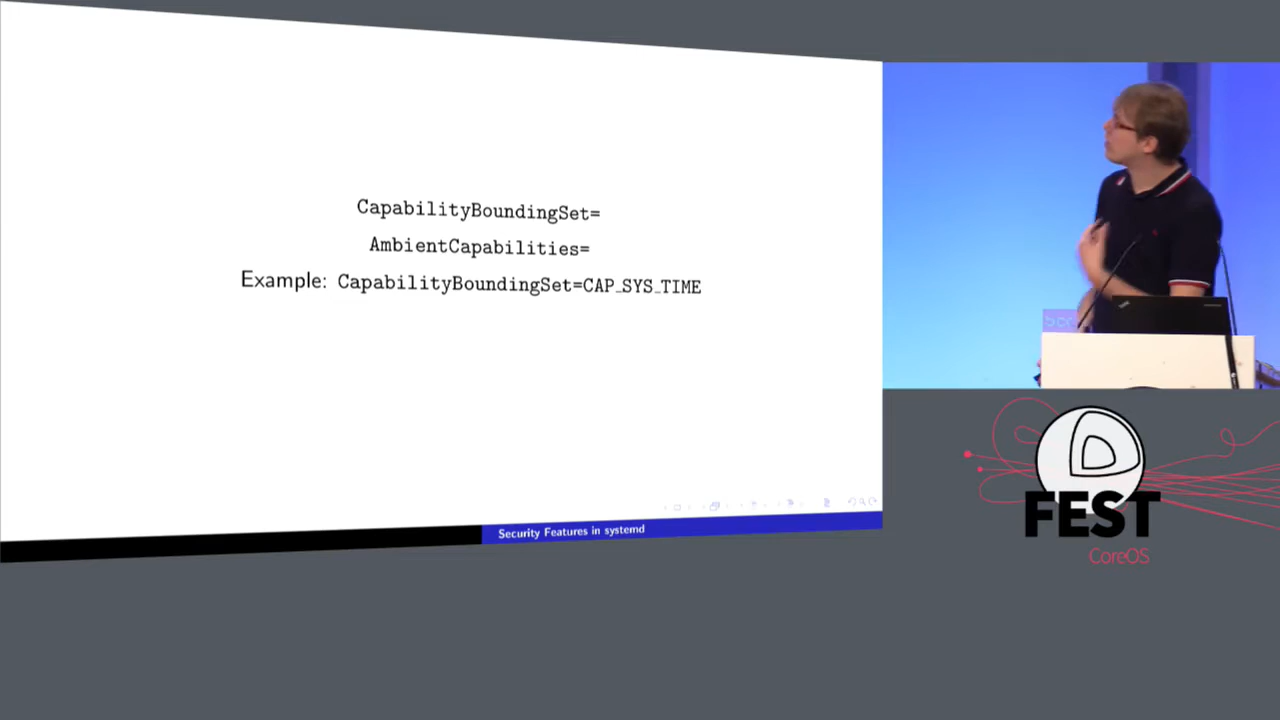 CapabilityBoundingSet=
AmbientCapabilities=
Example: CapabilityBoundingSet=CAP_SYS_TIME
Security Features in systemd
FEST
CoreOS